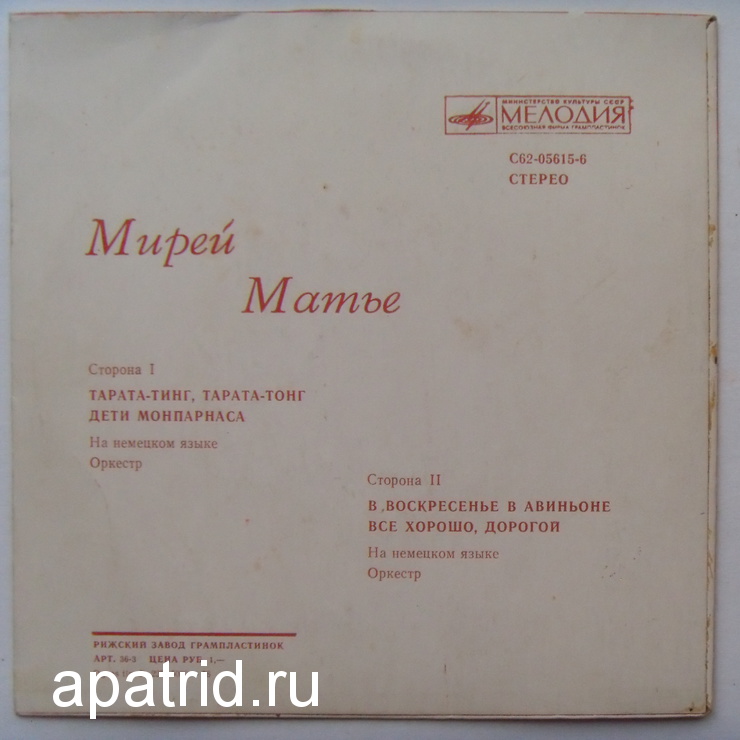 МИНИСТЕРСТВО КУЛЬТУРЫ СССР
МЕЛОДИЯ
ВСЕСОЮЗНАЯ ФИРМА ГРАМПЛАСТИНОК
С62-05615-6
СТЕРЕО
Мирей
Матье
Сторона I
ТАРАТА-ТИНГ, ТАРАТА-ТОНГ
ДЕТИ МОНПАРНАСА
На немецком языке
Оркестр
Сторона II
В ВОСКРЕСЕНЬЕ В АВИНЬОНЕ
ВСЕ ХОРОШО, ДОРОГОЙ
На немецком языке
Оркестр
РИЖСКИЙ ЗАВОД ГРАМПЛАСТИНОК
АРТ. 36-3 ЦЕНА РУБ. 1,—
apatrid.ru